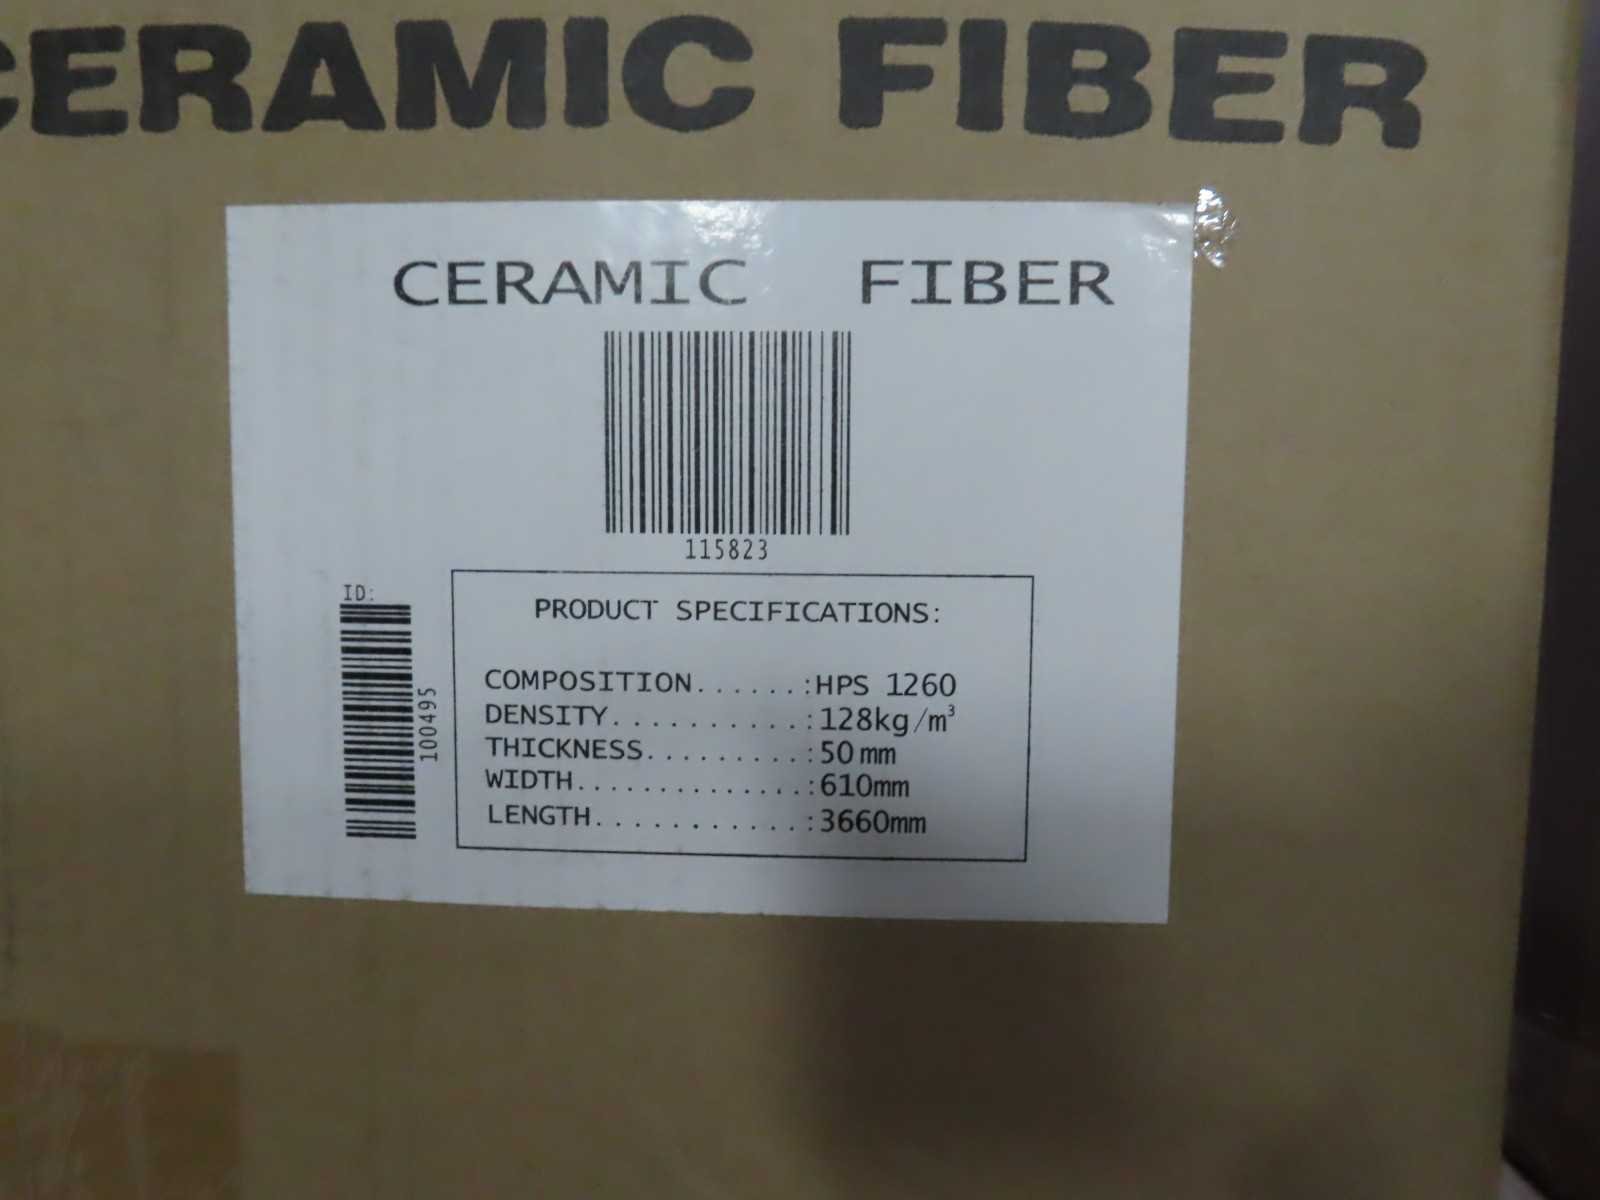 CERAMIC FIBER
CERAMIC FIBER
115823
ID:
100495
PRODUCT SPECIFICATIONS:
COMPOSITION......:HPS 1260
DENSITY..........:128kg/m³
THICKNESS.........:50mm
WIDTH..............:610mm
LENGTH............:3660mm